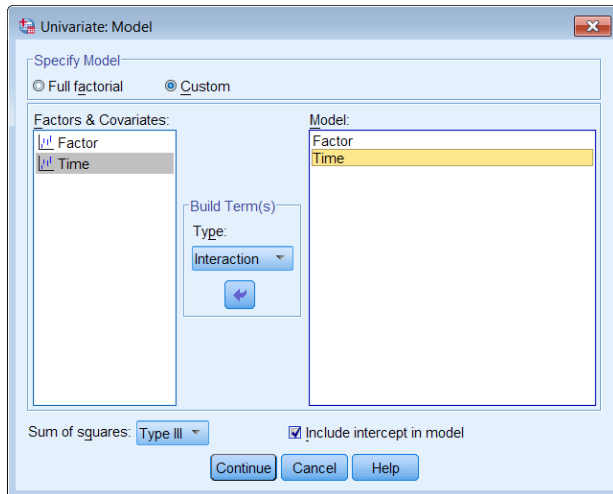 Univariate: Model
Specify Model
Full factorial Custom
Factors & Covariates:
Factor
Time
Build Term(s)
Type:
Interaction
Model:
Factor
Time
Sum of squares: Type III Include intercept in model
Continue Cancel Help